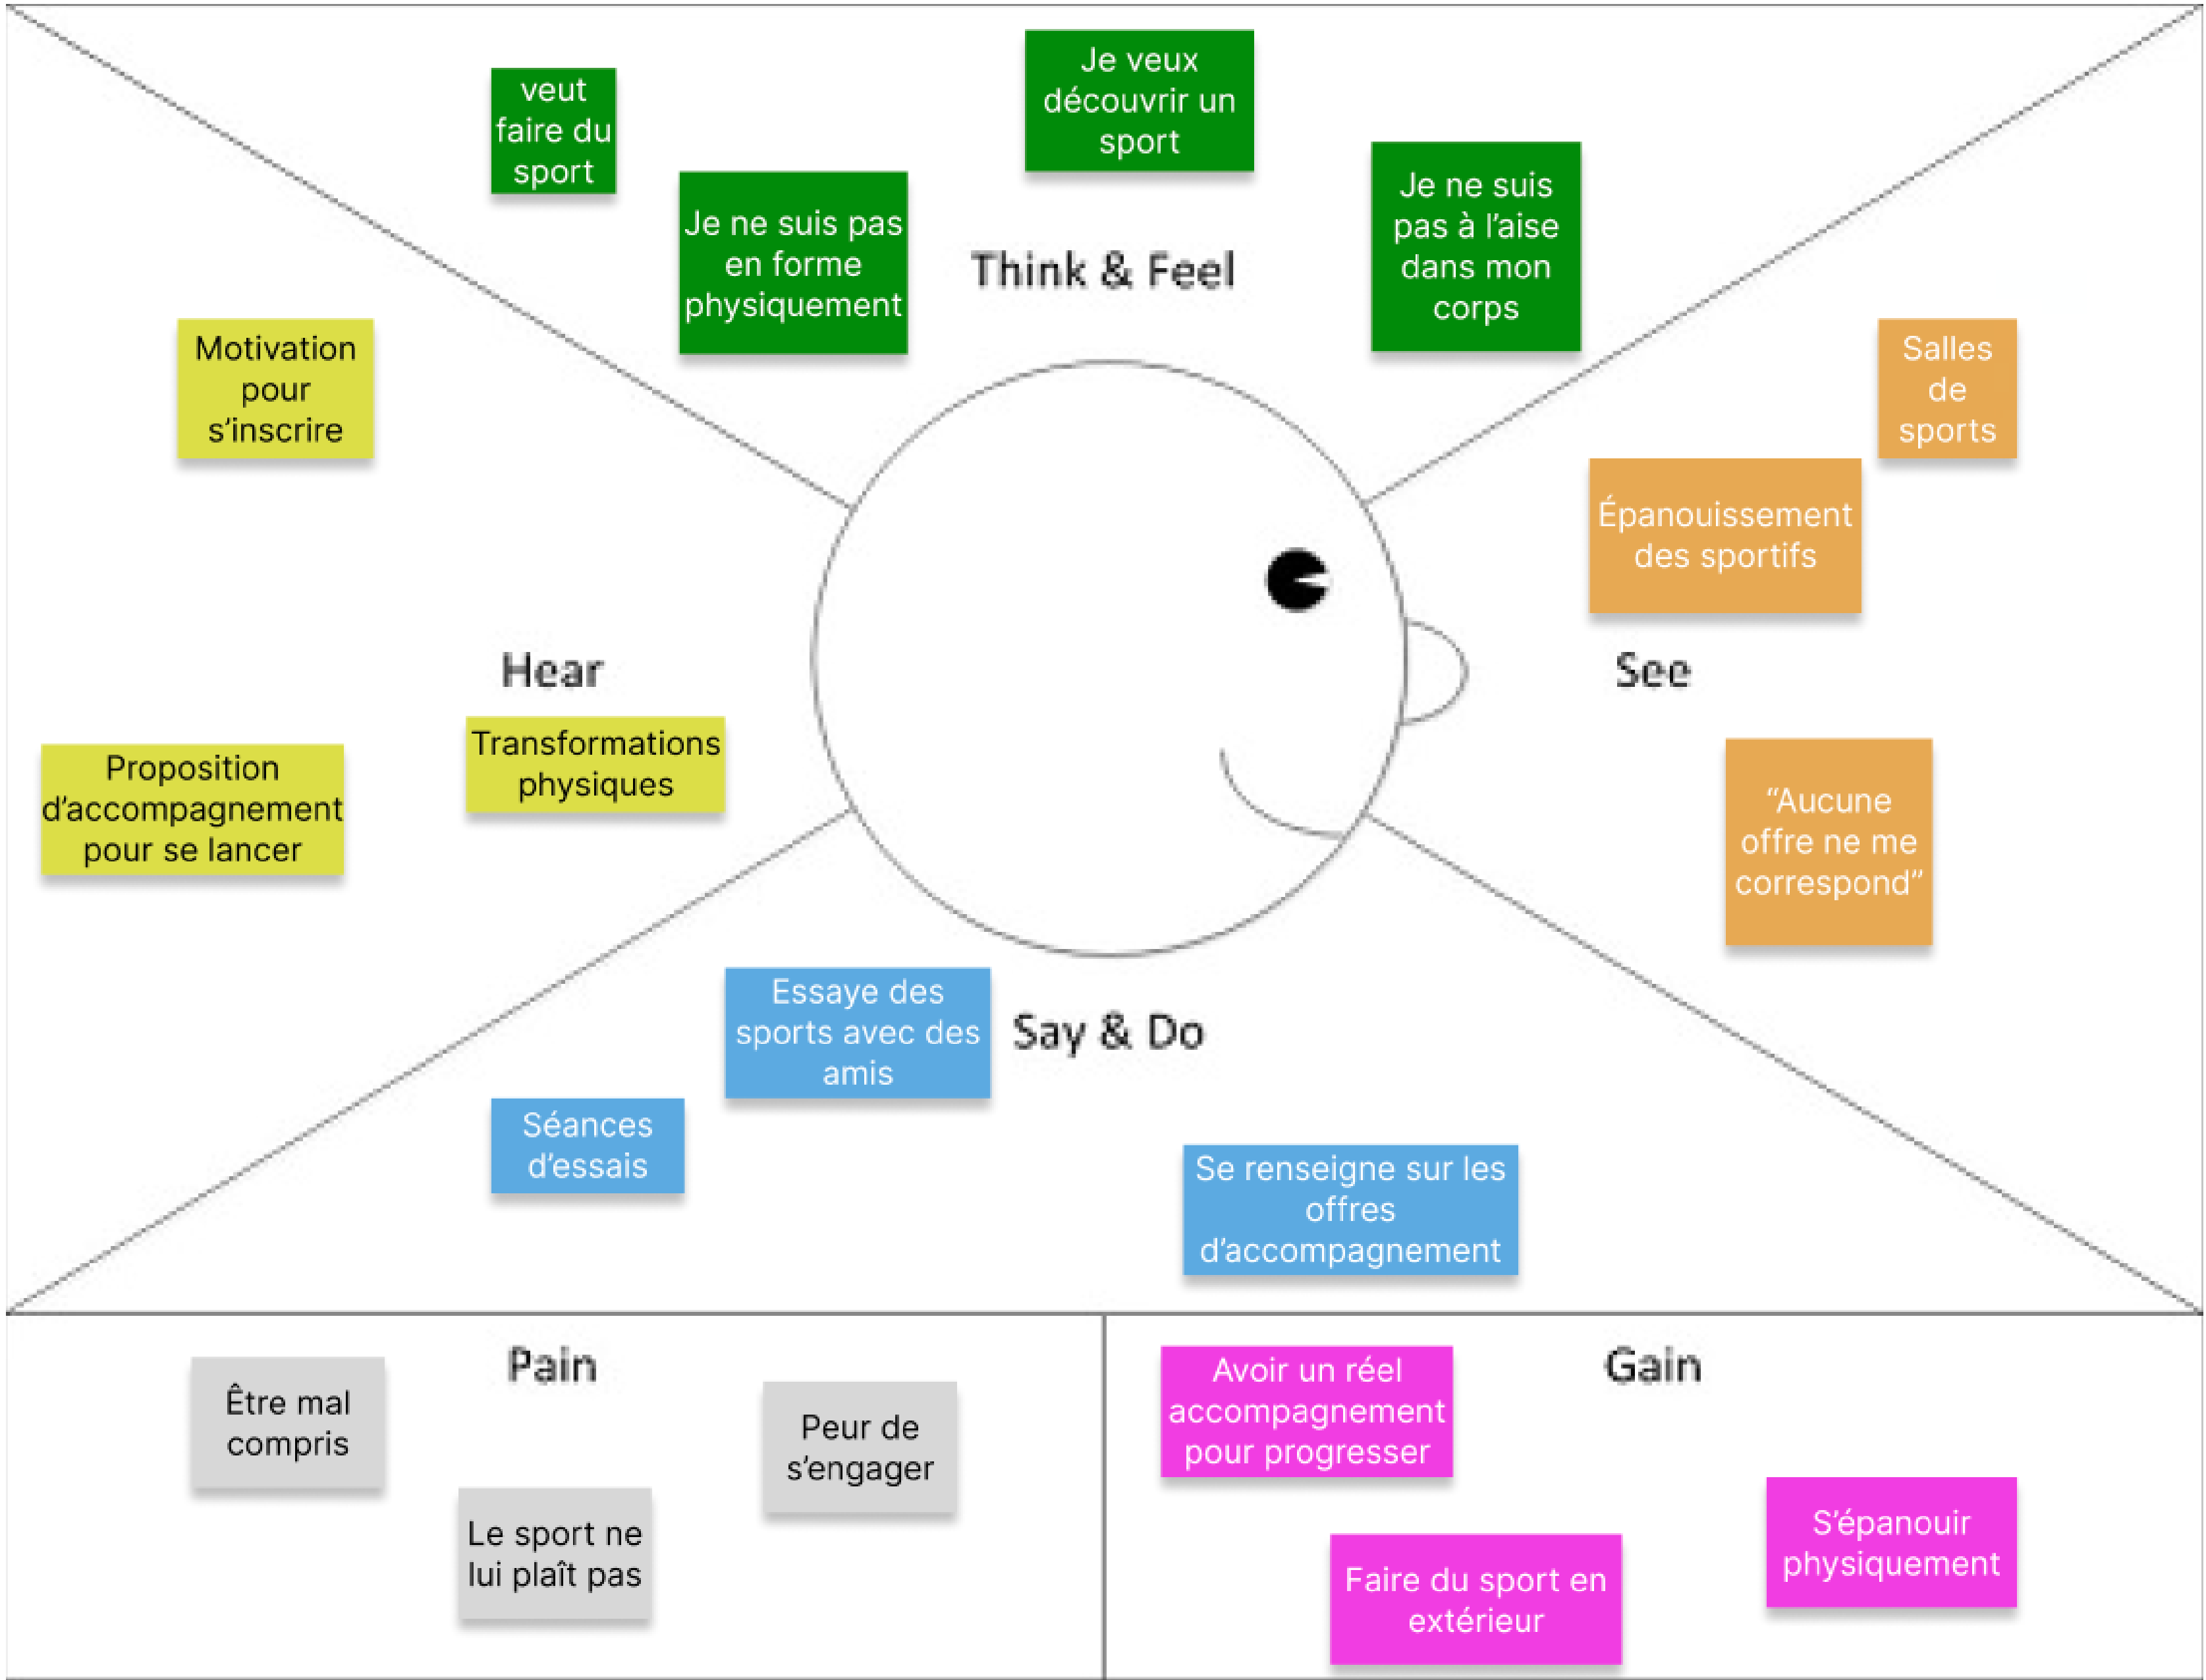 veut
faire du
sport
Je ne suis pas
en forme
physiquement
Je veux
découvrir un
sport
Je ne suis
pas à l’aise
dans mon
corps
Think & Feel
Motivation
pour
s’inscrire
Hear
Transformations
physiques
Proposition
d’accompagnement
pour se lancer
Salles
de
sports
Épanouissement
des sportifs
See
“Aucune
offre ne me
correspond”
Essaye des
sports avec des
amis
Say & Do
Séances
d’essais
Se renseigne sur les
offres
d’accompagnement
Pain
Être mal
compris
Le sport ne
lui plaît pas
Peur de
s’engager
Gain
Avoir un réel
accompagnement
pour progresser
Faire du sport en
extérieur
S’épanouir
physiquement